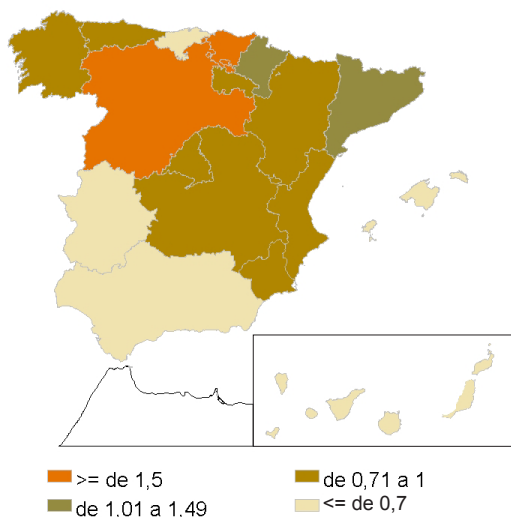 >= de 1,5
de 0,71 a 1
de 1.01 a 1.49
<= de 0,7